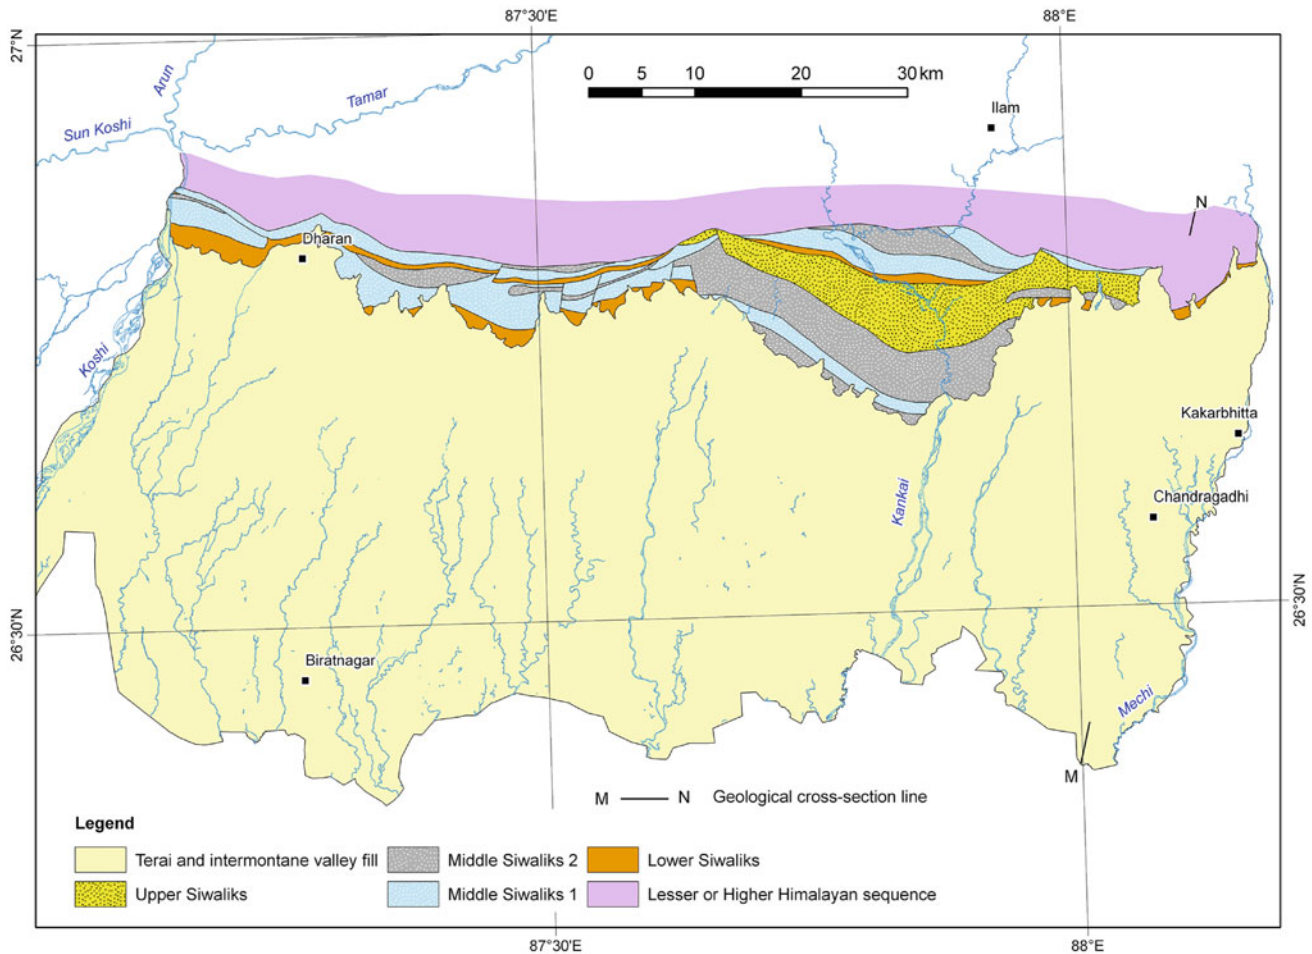 87°30'E
88°E
27°N
0 5 10 20 30 km
Arun
Tamar
Ilam
Sun Koshi
N
Dharan
Koshi
Kakarbhitta
Kankai
Chandragadhi
26°30'N
26°30'N
Biratnagar
Mechi
M
M N Geological cross-section line
Legend
Terai and intermontane valley fill
Middle Siwaliks 2
Lower Siwaliks
Upper Siwaliks
Middle Siwaliks 1
Lesser or Higher Himalayan sequence
87°30'E
88°E